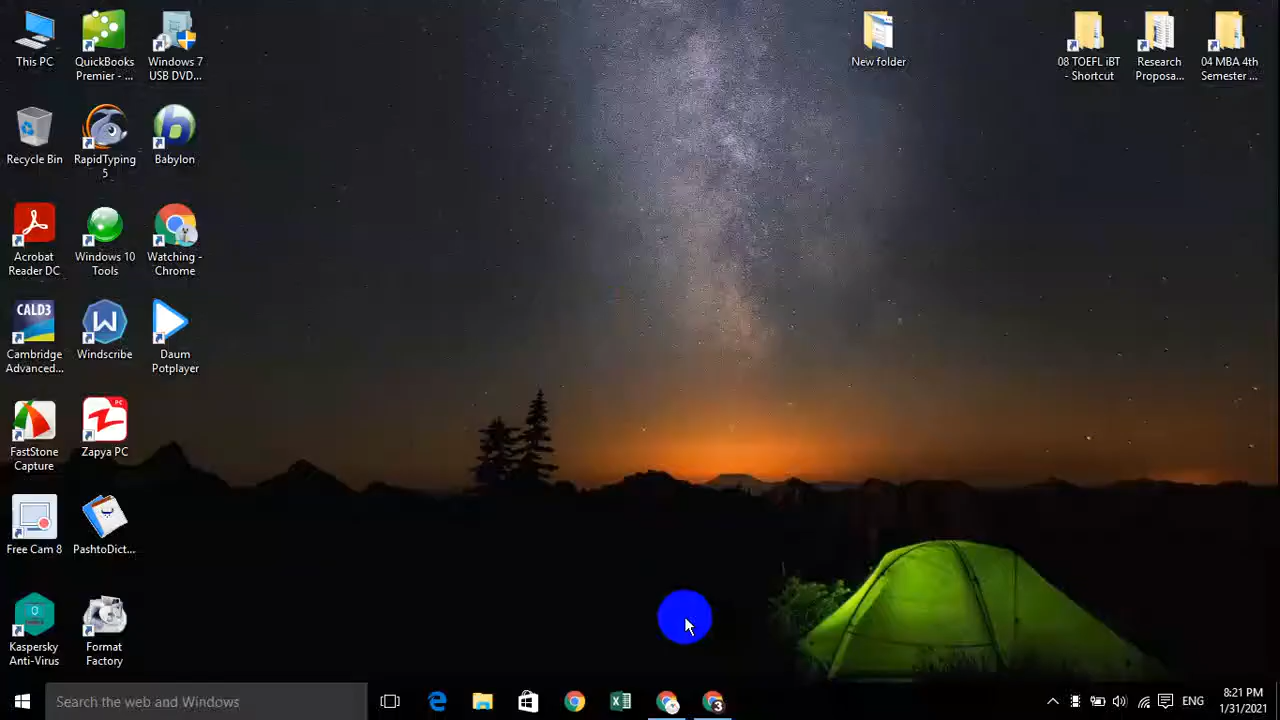 This PC
QuickBooks
Premier - ...
Windows 7
USB DVD...
New folder
08 TOEFL iBT
- Shortcut
Research
Proposa...
04 MBA 4th
Semester ...
Recycle Bin
RapidTyping
5
Babylon
Acrobat
Reader DC
Windows 10
Tools
Watching -
Chrome
CALD3
Cambridge
Advanced...
Windscribe
Daum
Potplayer
FastStone
Capture
PC
Zapya PC
Free Cam 8
PashtoDict...
Kaspersky
Anti-Virus
Format
Factory
Search the web and Windows
3
ENG
8:21 PM
1/31/2021